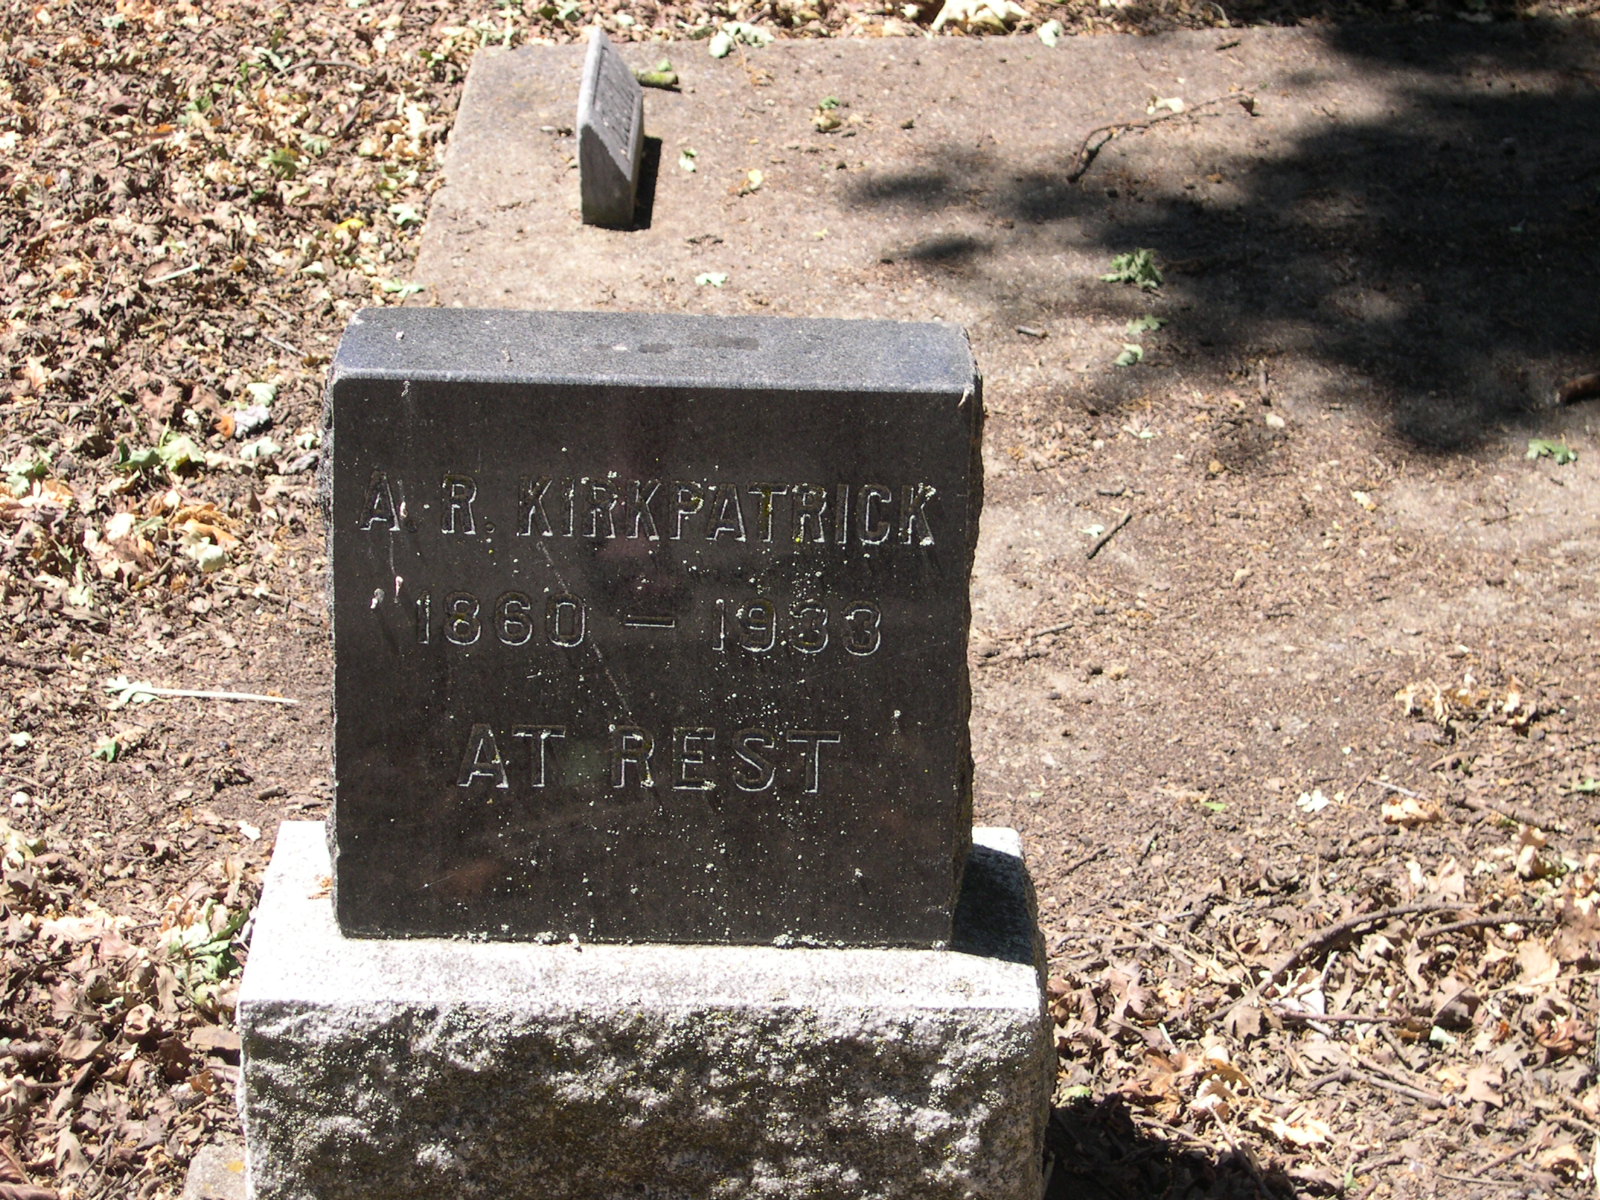 A. R. KIRKPATRICK
1860 — 1933
AT REST